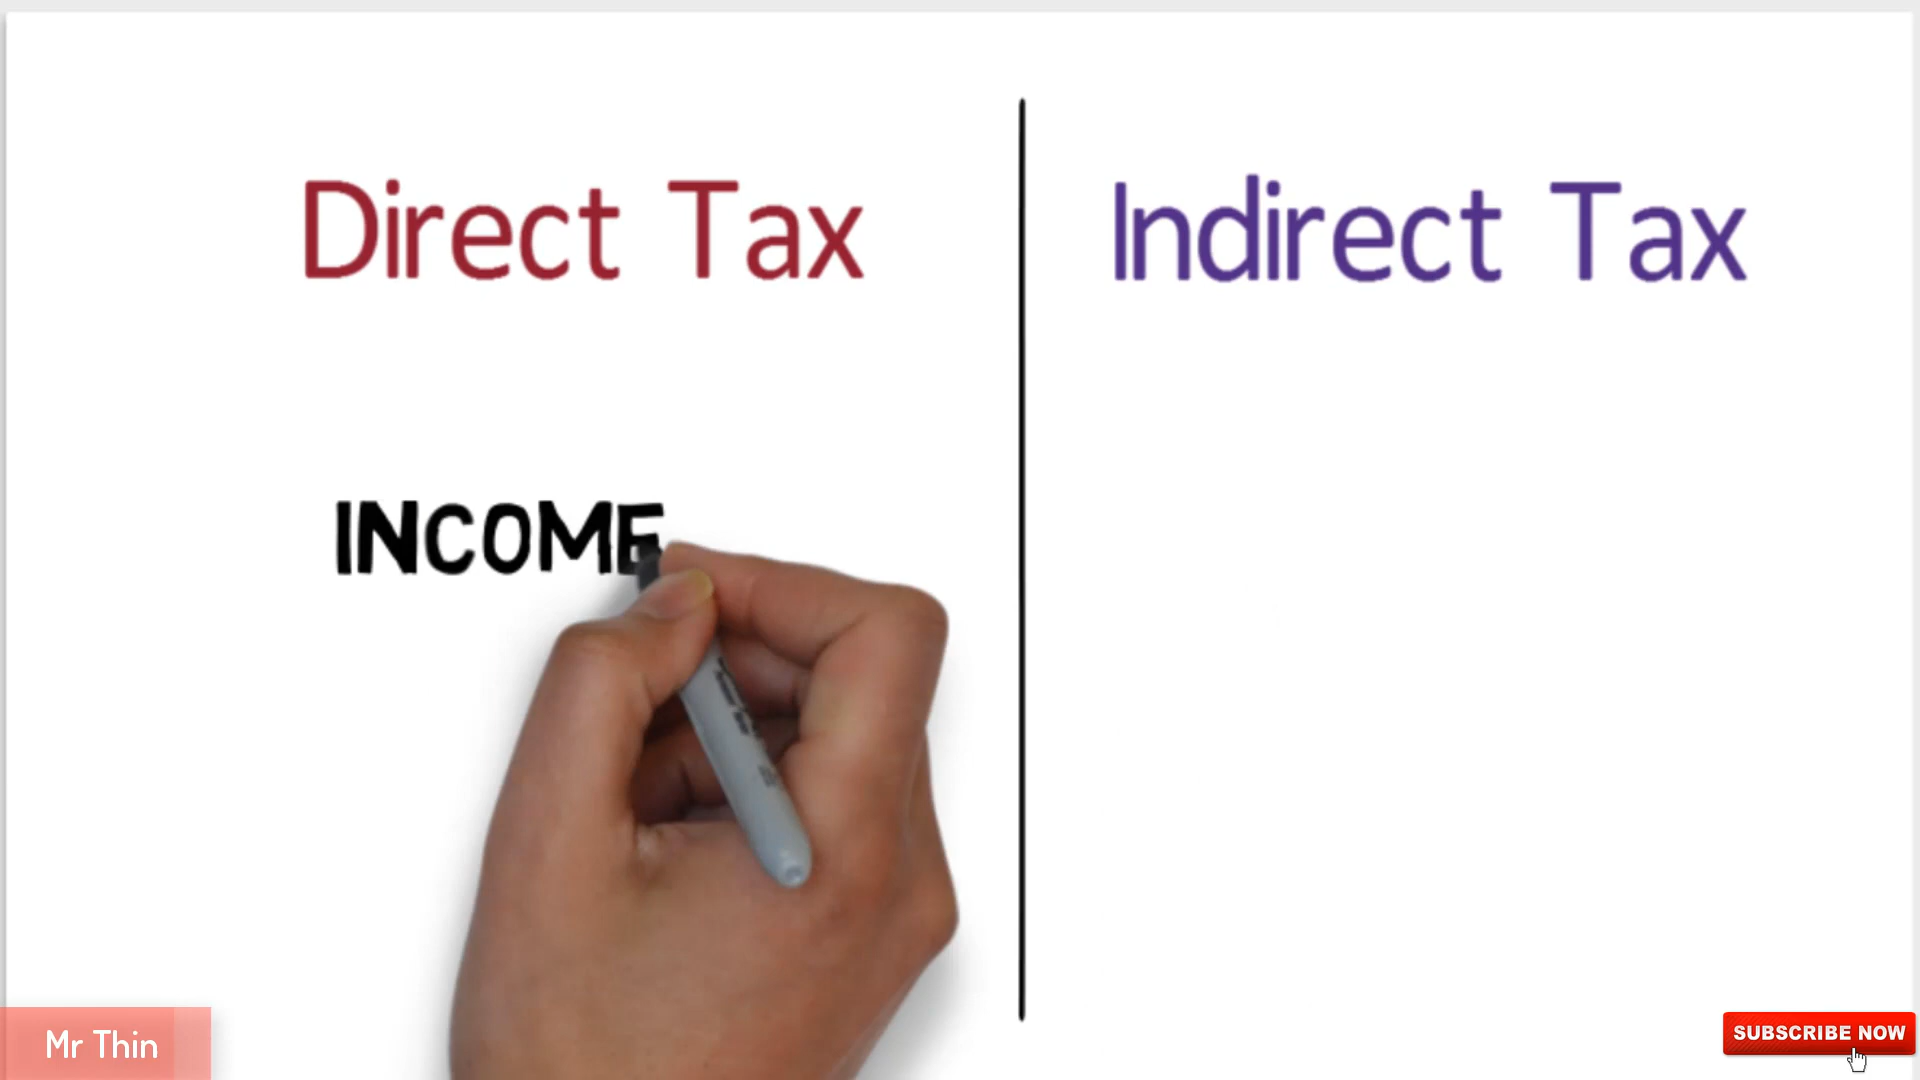 Direct Tax
Indirect Tax
INCOME
Mr Thin
SUBSCRIBE NOW